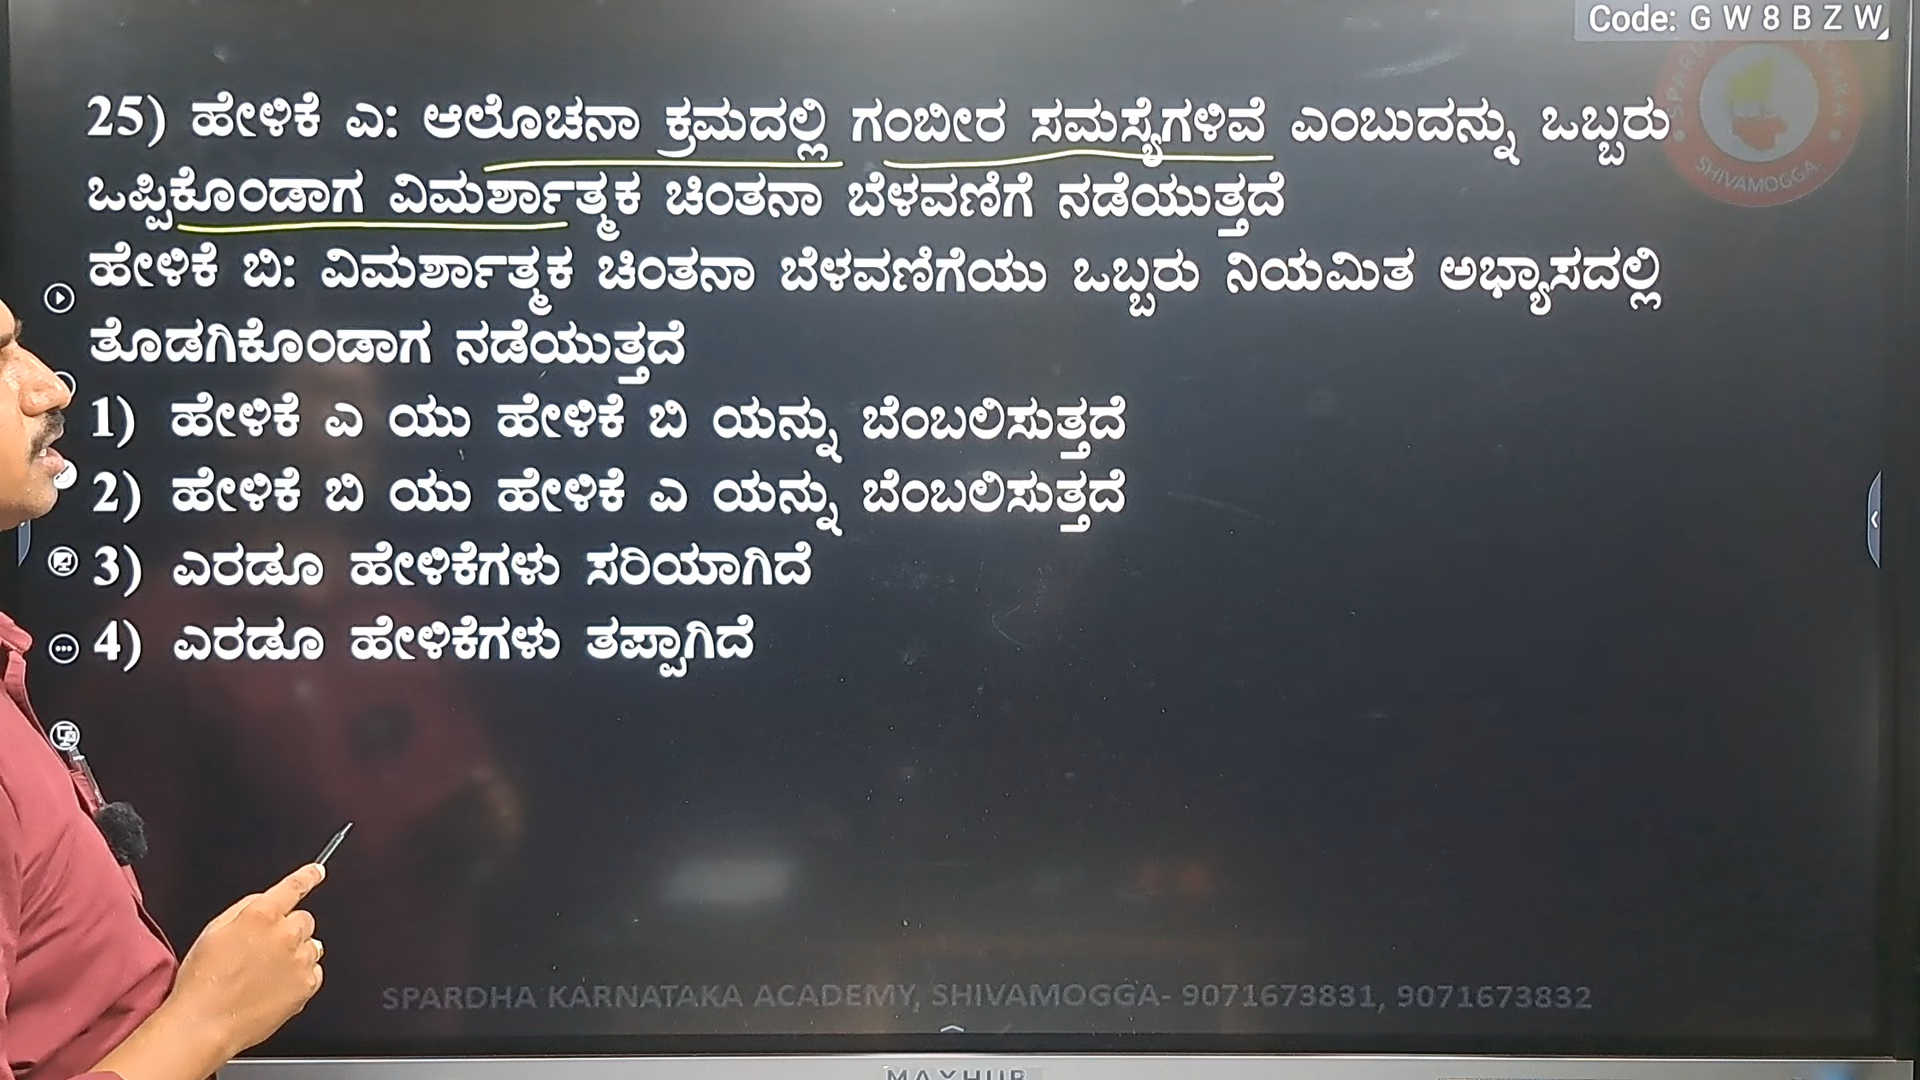 Code: G W 8 B Z W
25) ಹೇಳಿಕೆ ಎ: ಆಲೊಚನಾ ಕ್ರಮದಲ್ಲಿ ಗಂಬೀರ ಸಮಸ್ಯೆಗಳಿವೆ ಎಂಬುದನ್ನು ಒಬ್ಬರು
ಒಪ್ಪಿಕೊಂಡಾಗ ವಿಮರ್ಶಾತ್ಮಕ ಚಿಂತನಾ ಬೆಳವಣಿಗೆ ನಡೆಯುತ್ತದೆ
ಹೇಳಿಕೆ ಬಿ: ವಿಮರ್ಶಾತ್ಮಕ ಚಿಂತನಾ ಬೆಳವಣಿಗೆಯು ಒಬ್ಬರು ನಿಯಮಿತ ಅಭ್ಯಾಸದಲ್ಲಿ
ತೊಡಗಿಕೊಂಡಾಗ ನಡೆಯುತ್ತದೆ
1) ಹೇಳಿಕೆ ಎ ಯು ಹೇಳಿಕೆ ಬಿ ಯನ್ನು ಬೆಂಬಲಿಸುತ್ತದೆ
2) ಹೇಳಿಕೆ ಬಿ ಯು ಹೇಳಿಕೆ ಎ ಯನ್ನು ಬೆಂಬಲಿಸುತ್ತದೆ
3) ಎರಡೂ ಹೇಳಿಕೆಗಳು ಸರಿಯಾಗಿದೆ
4) ಎರಡೂ ಹೇಳಿಕೆಗಳು ತಪ್ಪಾಗಿದೆ
SHIVAMOGGA
SPARDHA KARNATAKA ACADEMY, SHIVAMOGGA- 9071673831, 9071673832
MAXHUB